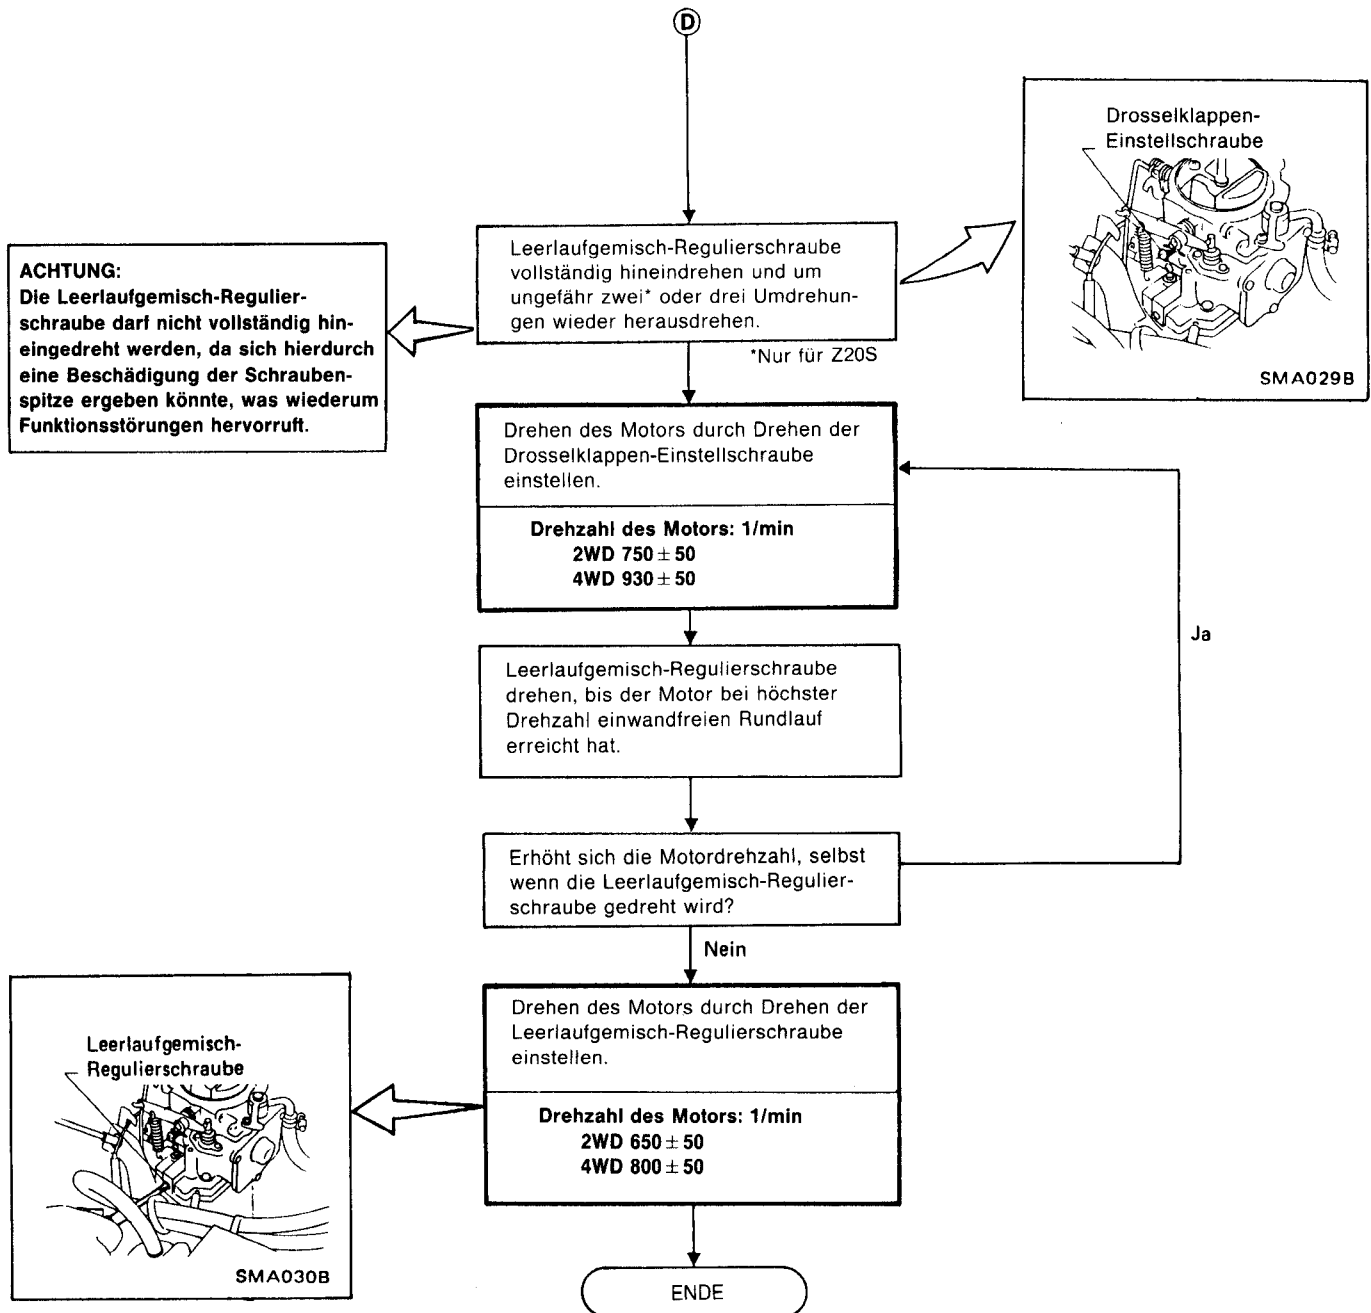 D
Drosselklappen-
Einstellschraube
SMA029B
Leerlaufgemisch-Regulierschraube
vollständig hineindrehen und um
ungefähr zwei* oder drei Umdrehun-
gen wieder herausdrehen.
*Nur für Z20S
ACHTUNG:
Die Leerlaufgemisch-Regulier-
schraube darf nicht vollständig hin-
eingedreht werden, da sich hierdurch
eine Beschädigung der Schrauben-
spitze ergeben könnte, was wiederum
Funktionsstörungen hervorruft.
Drehen des Motors durch Drehen der
Drosselklappen-Einstellschraube
einstellen.
Drehzahl des Motors: 1/min
2WD 750 ± 50
4WD 930 ± 50
Ja
Leerlaufgemisch-Regulierschraube
drehen, bis der Motor bei höchster
Drehzahl einwandfreien Rundlauf
erreicht hat.
Erhöht sich die Motordrehzahl, selbst
wenn die Leerlaufgemisch-Regulier-
schraube gedreht wird?
Nein
Drehen des Motors durch Drehen der
Leerlaufgemisch-Regulierschraube
einstellen.
Drehzahl des Motors: 1/min
2WD 650 ± 50
4WD 800 ± 50
Leerlaufgemisch-
Regulierschraube
SMA030B
ENDE